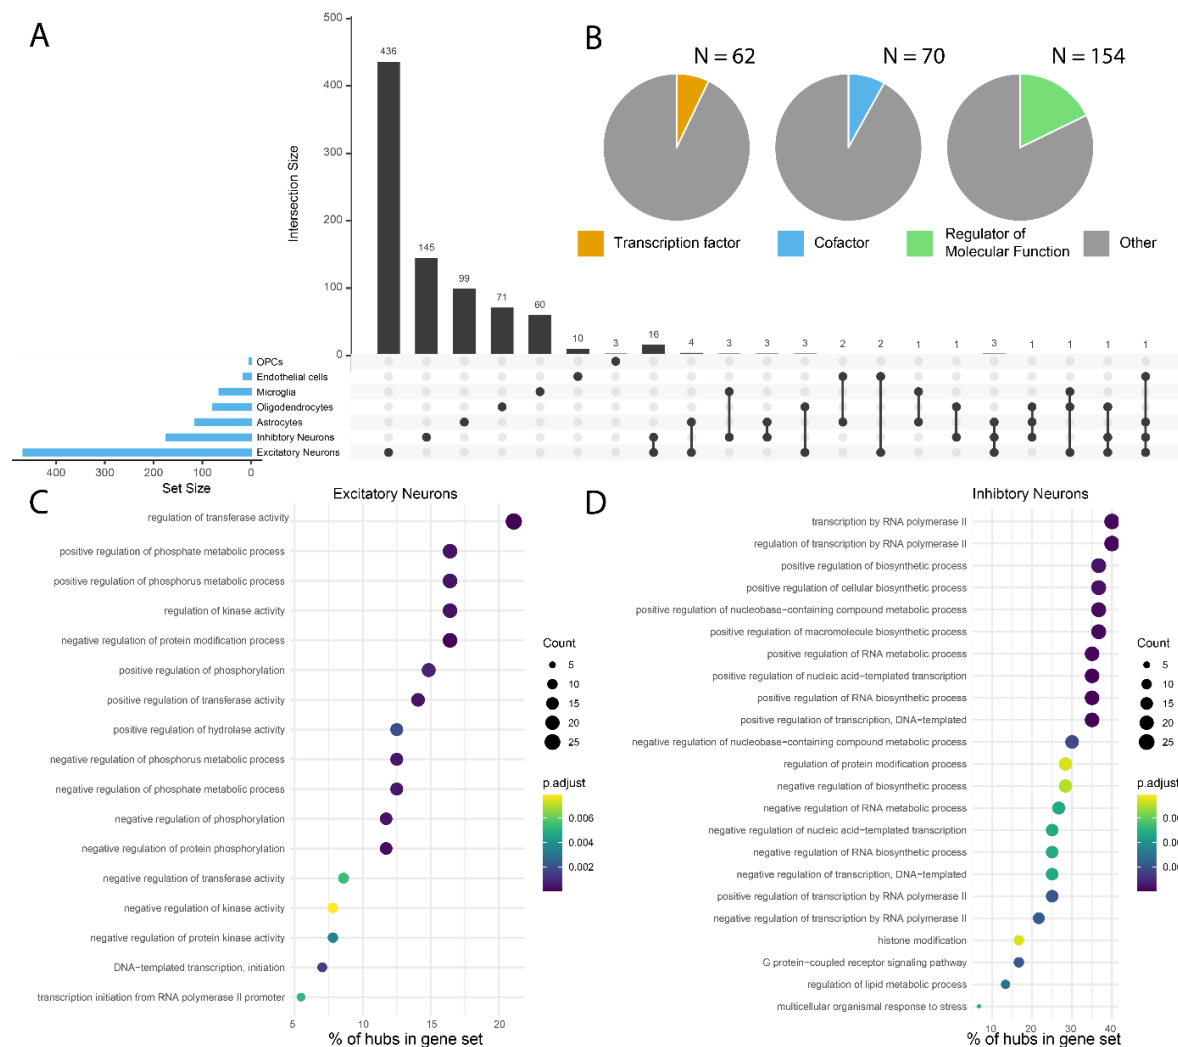 A
500
400
300
200
100
0
Intersection Size
436
145
99
71
60
10
3
16
4
3
3
3
2
2
1
1
3
1
1
1
1
OPCs
Endothelial cells
Microglia
Oligodendrocytes
Astrocytes
Inhibtory Neurons
Excitatory Neurons
400 300 200 100 0
Set Size
B
N = 62
N = 70
N = 154
Transcription factor
Cofactor
Regulator of
Molecular Function
Other
C
Excitatory Neurons
regulation of transferase activity
positive regulation of phosphate metabolic process
positive regulation of phosphorus metabolic process
regulation of kinase activity
negative regulation of protein modification process
positive regulation of phosphorylation
positive regulation of transferase activity
positive regulation of hydrolase activity
negative regulation of phosphorus metabolic process
negative regulation of phosphate metabolic process
negative regulation of phosphorylation
negative regulation of protein phosphorylation
negative regulation of transferase activity
negative regulation of kinase activity
negative regulation of protein kinase activity
DNA-templated transcription, initiation
transcription initiation from RNA polymerase II promoter
5 10 15 20
% of hubs in gene set
Count
5
10
15
20
25
p.adjust
0.006
0.004
0.002
D
Inhibtory Neurons
transcription by RNA polymerase II
regulation of transcription by RNA polymerase II
positive regulation of biosynthetic process
positive regulation of cellular biosynthetic process
positive regulation of nucleobase-containing compound metabolic process
positive regulation of macromolecule biosynthetic process
positive regulation of RNA metabolic process
positive regulation of nucleic acid-templated transcription
positive regulation of RNA biosynthetic process
positive regulation of transcription, DNA-templated
negative regulation of nucleobase-containing compound metabolic process
regulation of protein modification process
negative regulation of biosynthetic process
negative regulation of RNA metabolic process
negative regulation of nucleic acid-templated transcription
negative regulation of RNA biosynthetic process
negative regulation of transcription, DNA-templated
positive regulation of transcription by RNA polymerase II
negative regulation of transcription by RNA polymerase II
histone modification
G protein-coupled receptor signaling pathway
regulation of lipid metabolic process
multicellular organismal response to stress
10 20 30 40
% of hubs in gene set
Count
5
10
15
20
25
p.adjust